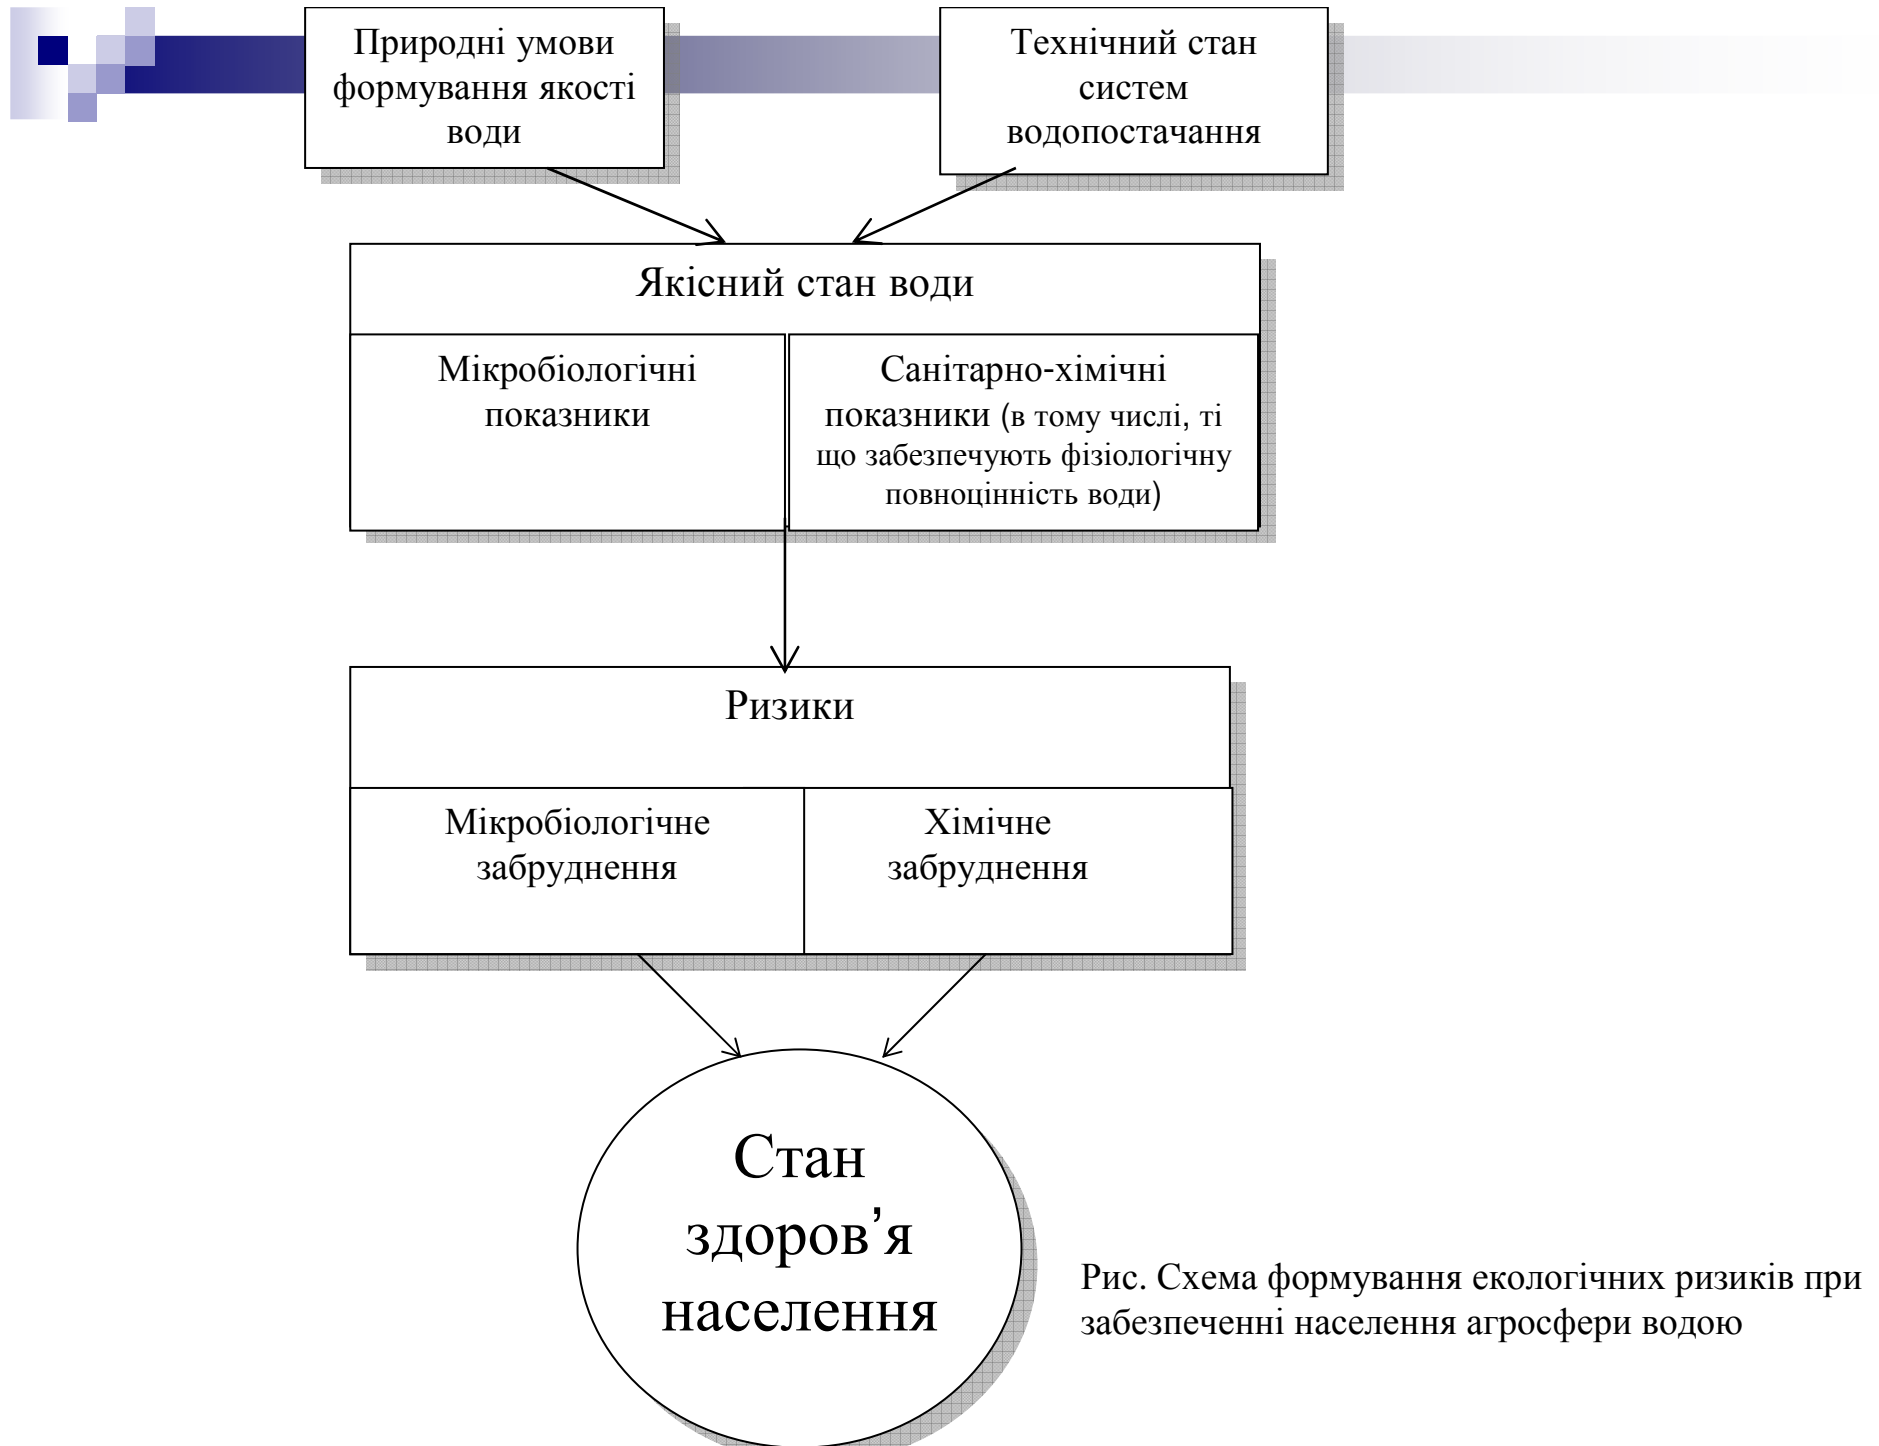 Природні умови
формування якості
води
Технічний стан
систем
водопостачання
Якісний стан води
Мікробіологічні
показники
Санітарно-хімічні
показники (в тому числі, ті
що забезпечують фізіологічну
повноцінність води)
Ризики
Мікробіологічне
забруднення
Хімічне
забруднення
Стан
здоров’я
населення
Рис. Схема формування екологічних ризиків при
забезпеченні населення агросфери водою